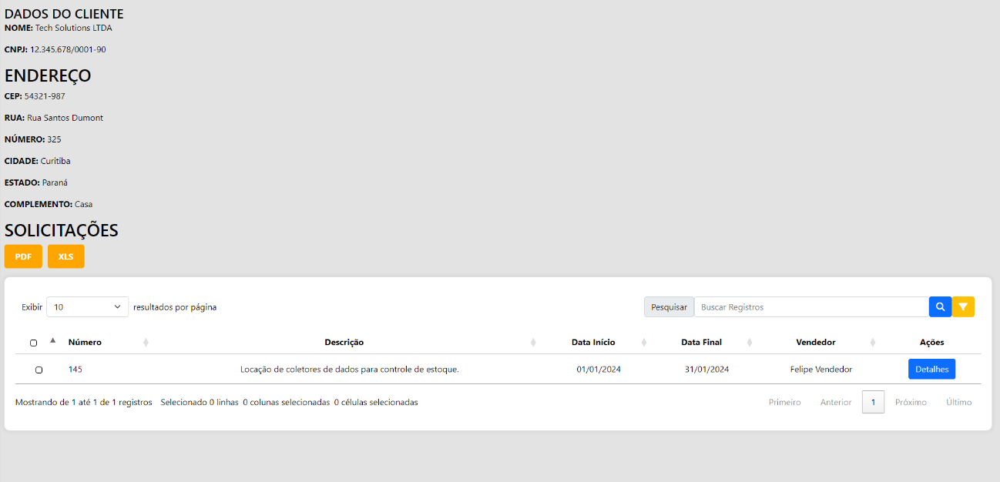 DADOS DO CLIENTE
NOME: Tech Solutions LTDA
CNPJ: 12.345.678/0001-90
ENDEREÇO
CEP: 54321-987
RUA: Rua Santos Dumont
NÚMERO: 325
CIDADE: Curitiba
ESTADO: Paraná
COMPLEMENTO: Casa
SOLICITAÇÕES
PDF XLS
Exibir 10 resultados por página Pesquisar Buscar Registros
Número Descrição Data Início Data Final Vendedor Ações
145 Locação de coletores de dados para controle de estoque. 01/01/2024 31/01/2024 Felipe Vendedor Detalhes
Mostrando de 1 até 1 de 1 registros Selecionado 0 linhas 0 colunas selecionadas 0 células selecionadas Primeiro Anterior 1 Próximo Último